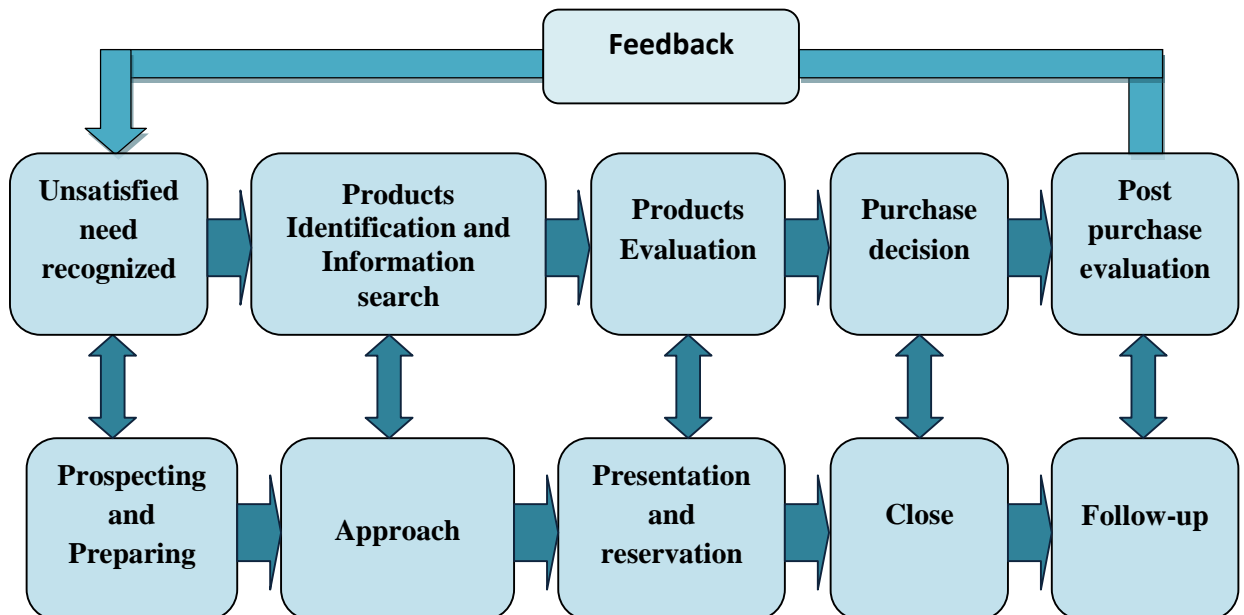 Feedback
Unsatisfied
need
recognized
Products
Identification and
Information
search
Products
Evaluation
Purchase
decision
Post
purchase
evaluation
Prospecting
and
Preparing
Approach
Presentation
and
reservation
Close
Follow-up